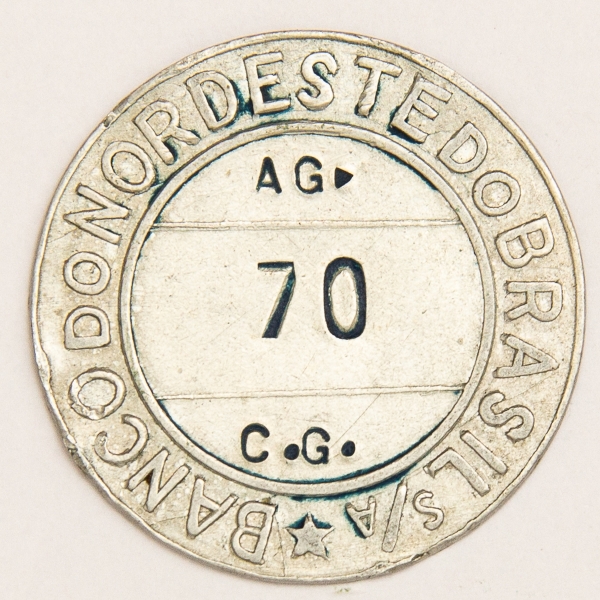 BANCO DO NORDESTE DO BRASIL S/A
AG▸
70
C.G.